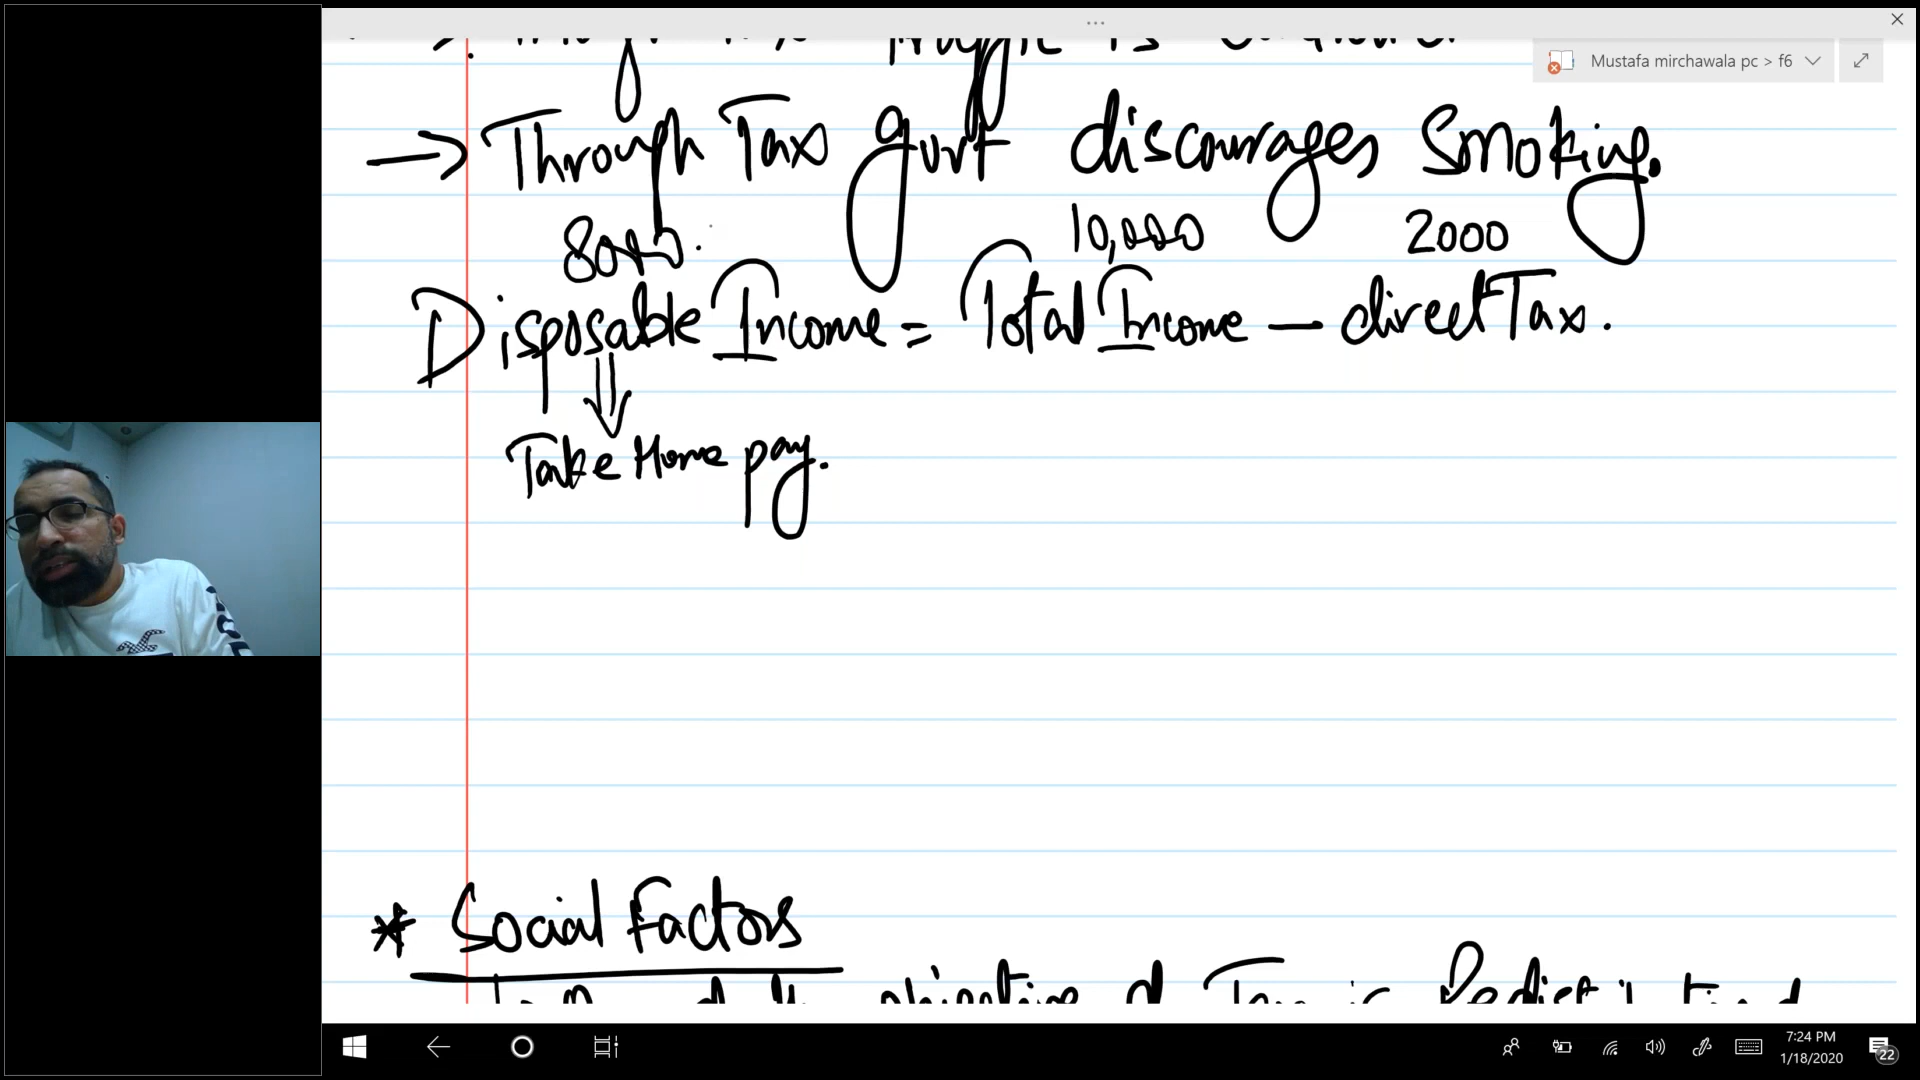 Mustafa mirchawala pc > f6
→ Through Tax govt discourages Smoking.
8000. 10,000 2000
Disposable Income = Total Income – direct Tax.
Take Home pay.
* Social Factors
7:24 PM
1/18/2020
22